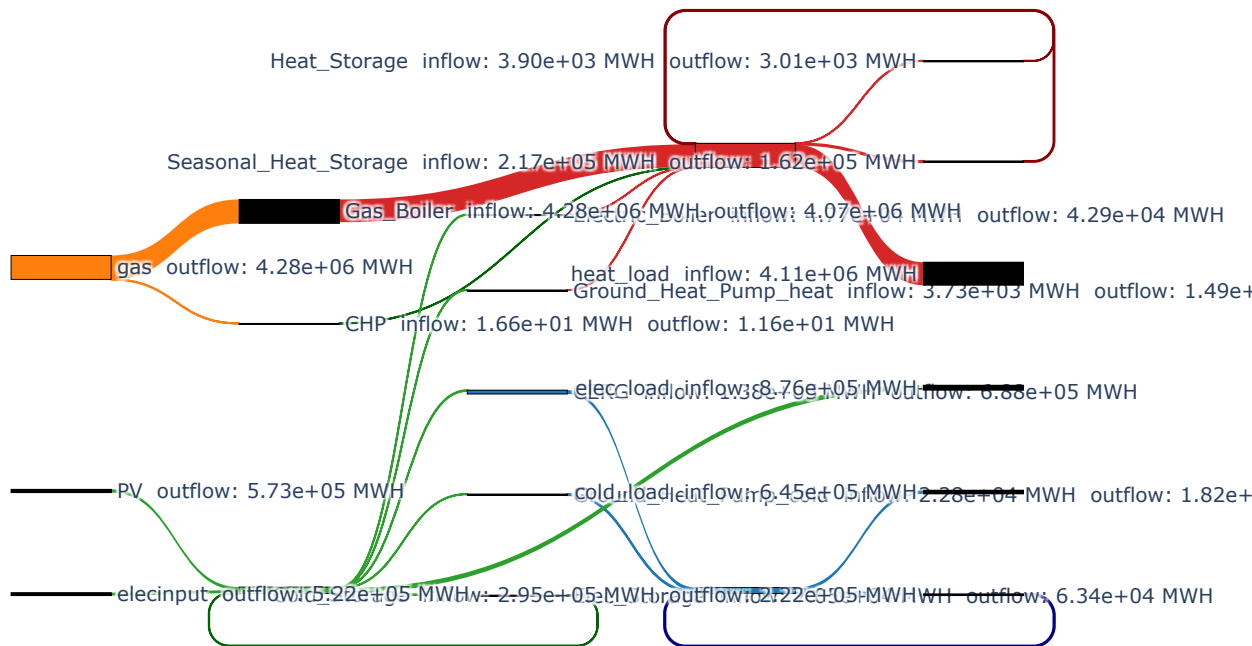 Heat_Storage inflow: 3.90e+03 MWH outflow: 3.01e+03 MWH
Seasonal_Heat_Storage inflow: 2.17e+05 MWH outflow: 1.62e+05 MWH
Gas_Boiler inflow: 4.28e+06 MWH outflow: 4.07e+06 MWH
outflow: 4.29e+04 MWH
gas outflow: 4.28e+06 MWH
heat_load inflow: 4.11e+06 MWH
Ground_Heat_Pump_heat inflow: 3.73e+03 MWH outflow: 1.49e+
CHP inflow: 1.66e+01 MWH outflow: 1.16e+01 MWH
elec_load inflow: 8.76e+05 MWH
outflow: 6.88e+05 MWH
PV outflow: 5.73e+05 MWH
cold_load inflow: 6.45e+05 MWH
2.28e+04 MWH outflow: 1.82e+
elecinput outflow: 5.22e+05 MWH
2.95e+05 MWH
outflow: 2.22e+05 MWH
outflow: 6.34e+04 MWH